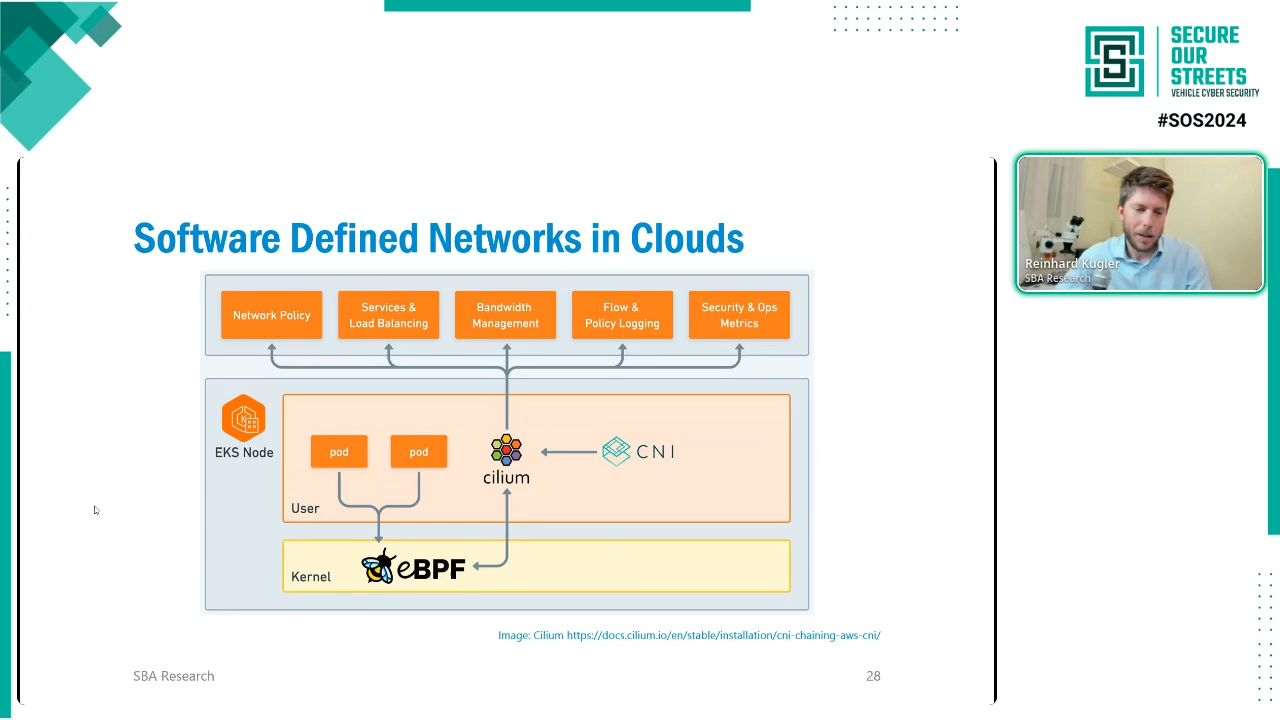 SECURE
OUR
STREETS
VEHICLE CYBER SECURITY
#SOS2024
Reinhard Kugler
SBA Research
Software Defined Networks in Clouds
Network Policy
Services &
Load Balancing
Bandwidth
Management
Flow &
Policy Logging
Security & Ops
Metrics
EKS Node
pod
pod
cilium
CNI
User
Kernel
eBPF
Image: Cilium https://docs.cilium.io/en/stable/installation/cni-chaining-aws-cni/
SBA Research
28